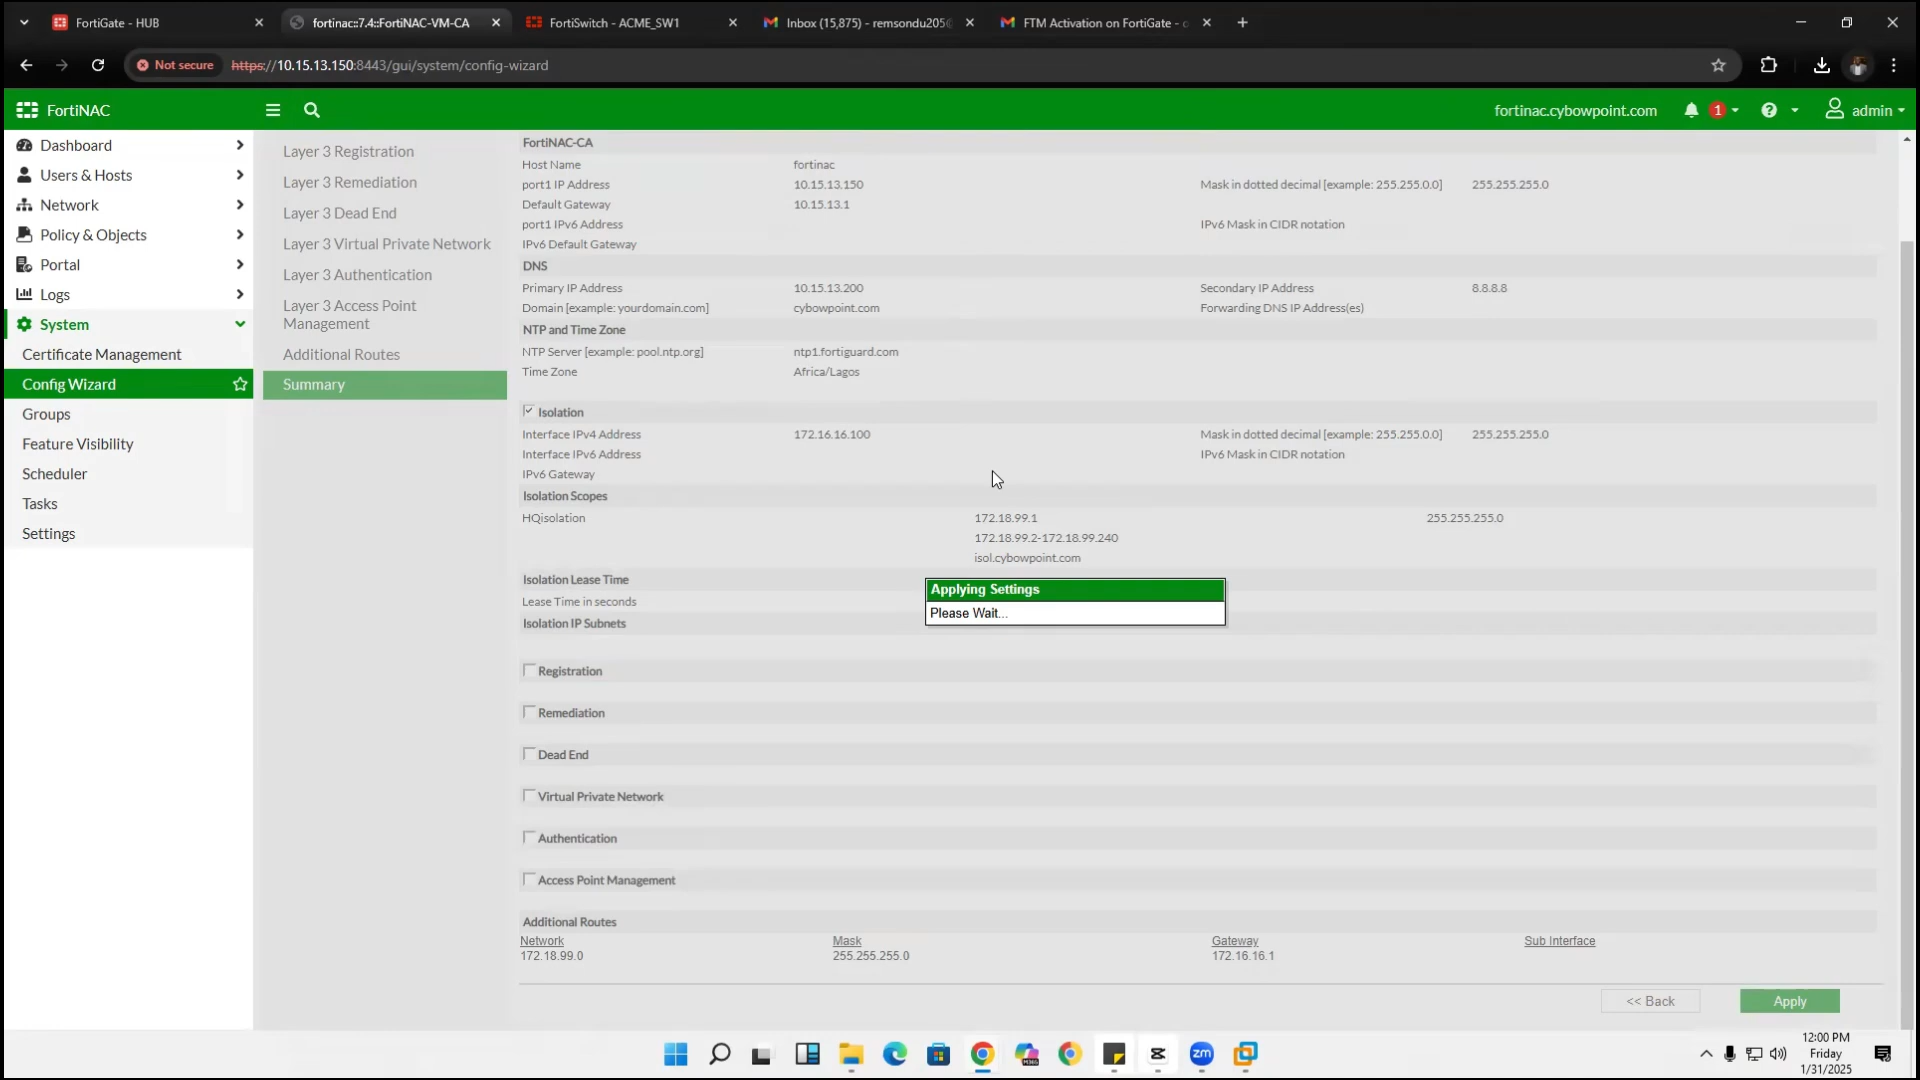 FortiGate - HUB
fortinac::7.4::FortiNAC-VM-CA
FortiSwitch - ACME_SW1
Inbox (15,875) - remsondu205
FTM Activation on FortiGate -
Not secure
https://10.15.13.150:8443/gui/system/config-wizard
FortiNAC
fortinac.cybowpoint.com
1
admin
Dashboard
Users & Hosts
Network
Policy & Objects
Portal
Logs
System
Certificate Management
Config Wizard
Groups
Feature Visibility
Scheduler
Tasks
Settings
Layer 3 Registration
Layer 3 Remediation
Layer 3 Dead End
Layer 3 Virtual Private Network
Layer 3 Authentication
Layer 3 Access Point
Management
Additional Routes
Summary
FortiNAC-CA
Host Name fortinac
port1 IP Address 10.15.13.150 Mask in dotted decimal [example: 255.255.0.0] 255.255.255.0
Default Gateway 10.15.13.1
port1 IPv6 Address IPv6 Mask in CIDR notation
IPv6 Default Gateway
DNS
Primary IP Address 10.15.13.200 Secondary IP Address 8.8.8.8
Domain [example: yourdomain.com] cybowpoint.com Forwarding DNS IP Address(es)
NTP and Time Zone
NTP Server [example: pool.ntp.org] ntp1.fortiguard.com
Time Zone Africa/Lagos
Isolation
Interface IPv4 Address 172.16.16.100 Mask in dotted decimal [example: 255.255.0.0] 255.255.255.0
Interface IPv6 Address IPv6 Mask in CIDR notation
IPv6 Gateway
Isolation Scopes
HQisolation 172.18.99.1 255.255.255.0
172.18.99.2-172.18.99.240
isol.cybowpoint.com
Isolation Lease Time
Lease Time in seconds
Isolation IP Subnets
Applying Settings
Please Wait...
Registration
Remediation
Dead End
Virtual Private Network
Authentication
Access Point Management
Additional Routes
Network Mask Gateway Sub Interface
172.18.99.0 255.255.255.0 172.16.16.1
<< Back
Apply
12:00 PM
Friday
1/31/2025